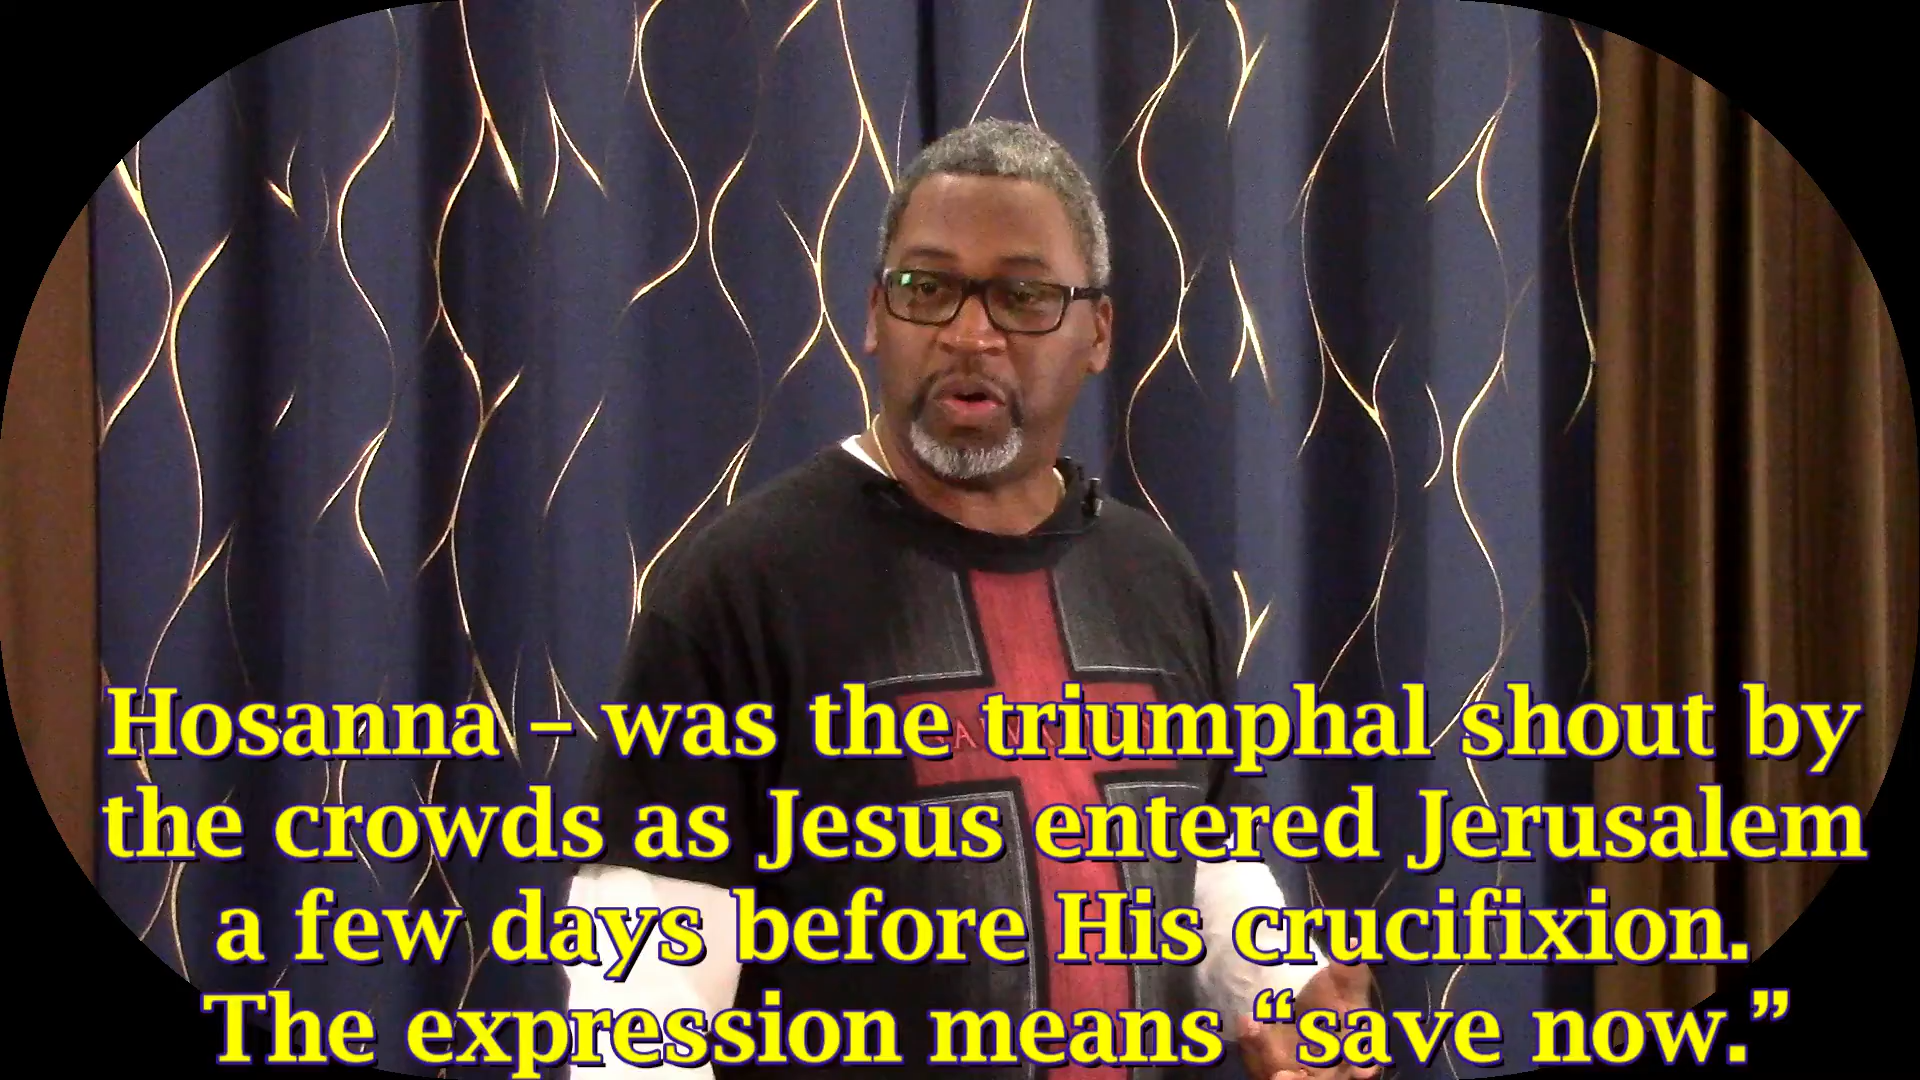 Hosanna – was the triumphal shout by
the crowds as Jesus entered Jerusalem
a few days before His crucifixion.
The expression means “save now.”